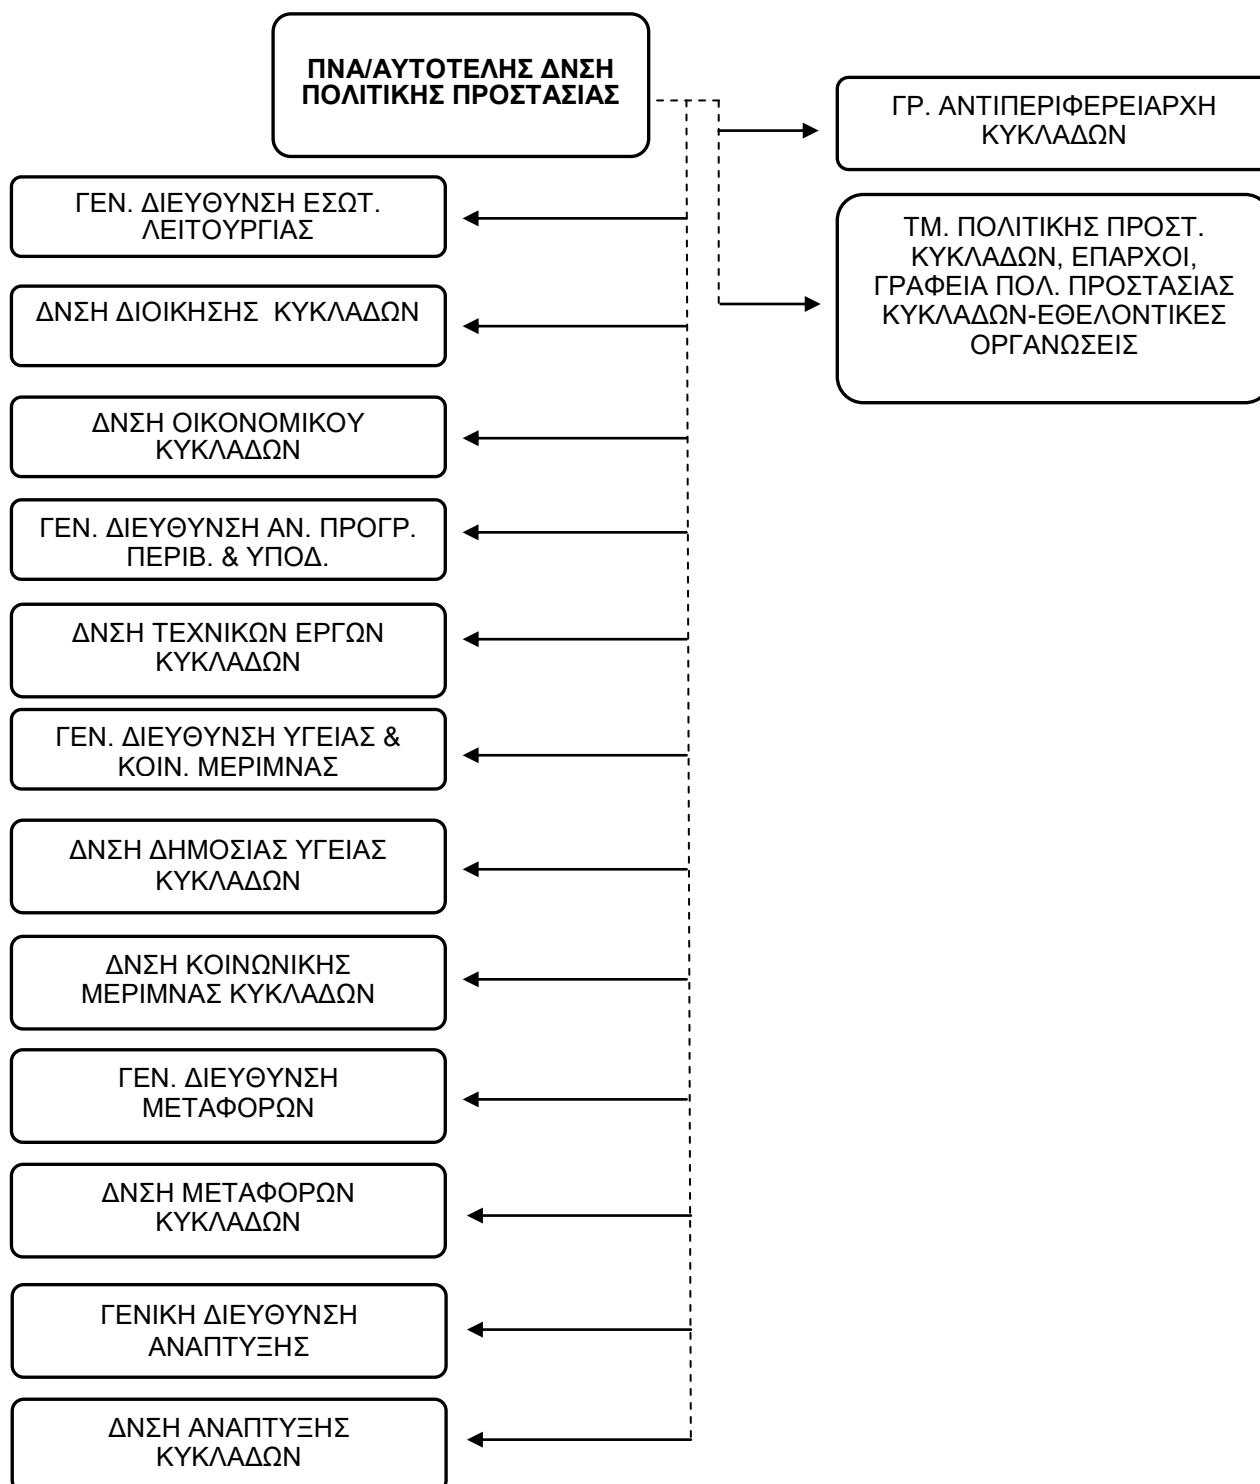 ΠΝΑ/ΑΥΤΟΤΕΛΗΣ ΔΝΣΗ
ΠΟΛΙΤΙΚΗΣ ΠΡΟΣΤΑΣΙΑΣ
ΓΡ. ΑΝΤΙΠΕΡΙΦΕΡΕΙΑΡΧΗ
ΚΥΚΛΑΔΩΝ
ΤΜ. ΠΟΛΙΤΙΚΗΣ ΠΡΟΣΤ.
ΚΥΚΛΑΔΩΝ, ΕΠΑΡΧΟΙ,
ΓΡΑΦΕΙΑ ΠΟΛ. ΠΡΟΣΤΑΣΙΑΣ
ΚΥΚΛΑΔΩΝ-ΕΘΕΛΟΝΤΙΚΕΣ
ΟΡΓΑΝΩΣΕΙΣ
ΓΕΝ. ΔΙΕΥΘΥΝΣΗ ΕΣΩΤ.
ΛΕΙΤΟΥΡΓΙΑΣ
ΔΝΣΗ ΔΙΟΙΚΗΣΗΣ ΚΥΚΛΑΔΩΝ
ΔΝΣΗ ΟΙΚΟΝΟΜΙΚΟΥ
ΚΥΚΛΑΔΩΝ
ΓΕΝ. ΔΙΕΥΘΥΝΣΗ ΑΝ. ΠΡΟΓΡ.
ΠΕΡΙΒ. & ΥΠΟΔ.
ΔΝΣΗ ΤΕΧΝΙΚΩΝ ΕΡΓΩΝ
ΚΥΚΛΑΔΩΝ
ΓΕΝ. ΔΙΕΥΘΥΝΣΗ ΥΓΕΙΑΣ &
ΚΟΙΝ. ΜΕΡΙΜΝΑΣ
ΔΝΣΗ ΔΗΜΟΣΙΑΣ ΥΓΕΙΑΣ
ΚΥΚΛΑΔΩΝ
ΔΝΣΗ ΚΟΙΝΩΝΙΚΗΣ
ΜΕΡΙΜΝΑΣ ΚΥΚΛΑΔΩΝ
ΓΕΝ. ΔΙΕΥΘΥΝΣΗ
ΜΕΤΑΦΟΡΩΝ
ΔΝΣΗ ΜΕΤΑΦΟΡΩΝ
ΚΥΚΛΑΔΩΝ
ΓΕΝΙΚΗ ΔΙΕΥΘΥΝΣΗ
ΑΝΑΠΤΥΞΗΣ
ΔΝΣΗ ΑΝΑΠΤΥΞΗΣ
ΚΥΚΛΑΔΩΝ